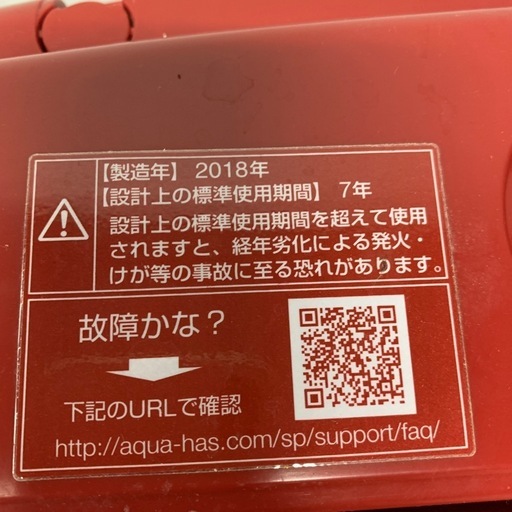 【製造年】 2018年
【設計上の標準使用期間】 7年
設計上の標準使用期間を超えて使用
されますと、経年劣化による発火・
けが等の事故に至る恐れがあります。
故障かな？
下記のURLで確認
http://aqua-has.com/sp/support/faq/